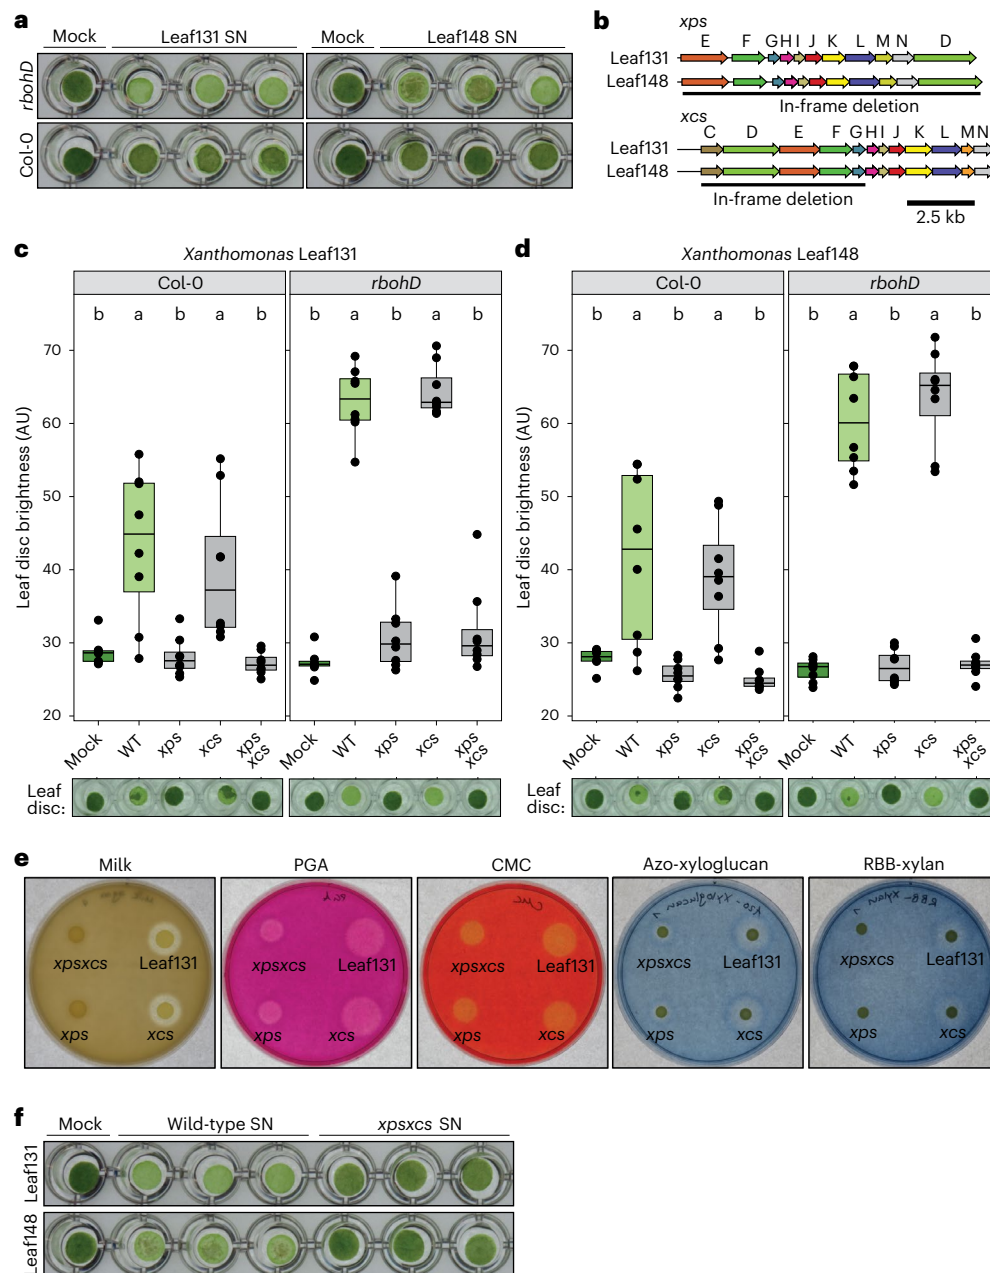 a
Mock Leaf131 SN Mock Leaf148 SN
rbohD
Col-0
b
xps
E F G H I J K L M N D
Leaf131
Leaf148
In-frame deletion
xcs
C D E F G H I J K L M N
Leaf131
Leaf148
In-frame deletion
2.5 kb
c
Xanthomonas Leaf131
Col-0 rbohD
b a b a b b a b a b
Leaf disc brightness (AU)
70
60
50
40
30
20
Mock WT xps xcs xps xcs Mock WT xps xcs xps xcs
Leaf disc:
d
Xanthomonas Leaf148
Col-0 rbohD
b a b a b b a b a b
Leaf disc brightness (AU)
70
60
50
40
30
20
Mock WT xps xcs xps xcs Mock WT xps xcs xps xcs
Leaf disc:
e
Milk PGA CMC Azo-xyloglucan RBB-xylan
CMC Azo-xyloglucan RBB-xylan
xpsxcs Leaf131 xpsxcs Leaf131 xpsxcs Leaf131 xpsxcs Leaf131 xpsxcs Leaf131
xps xcs xps xcs xps xcs xps xcs xps xcs
f
Mock Wild-type SN xpsxcs SN
Leaf131
Leaf148